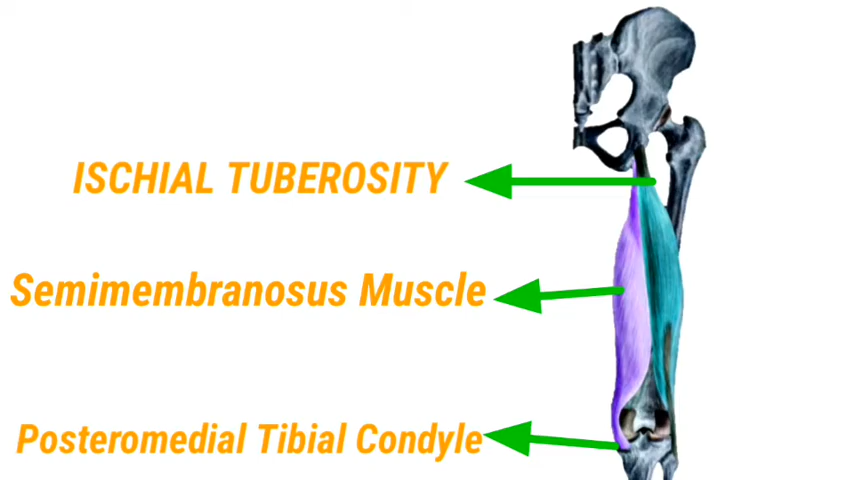 ISCHIAL TUBEROSITY
Semimembranosus Muscle
Posteromedial Tibial Condyle